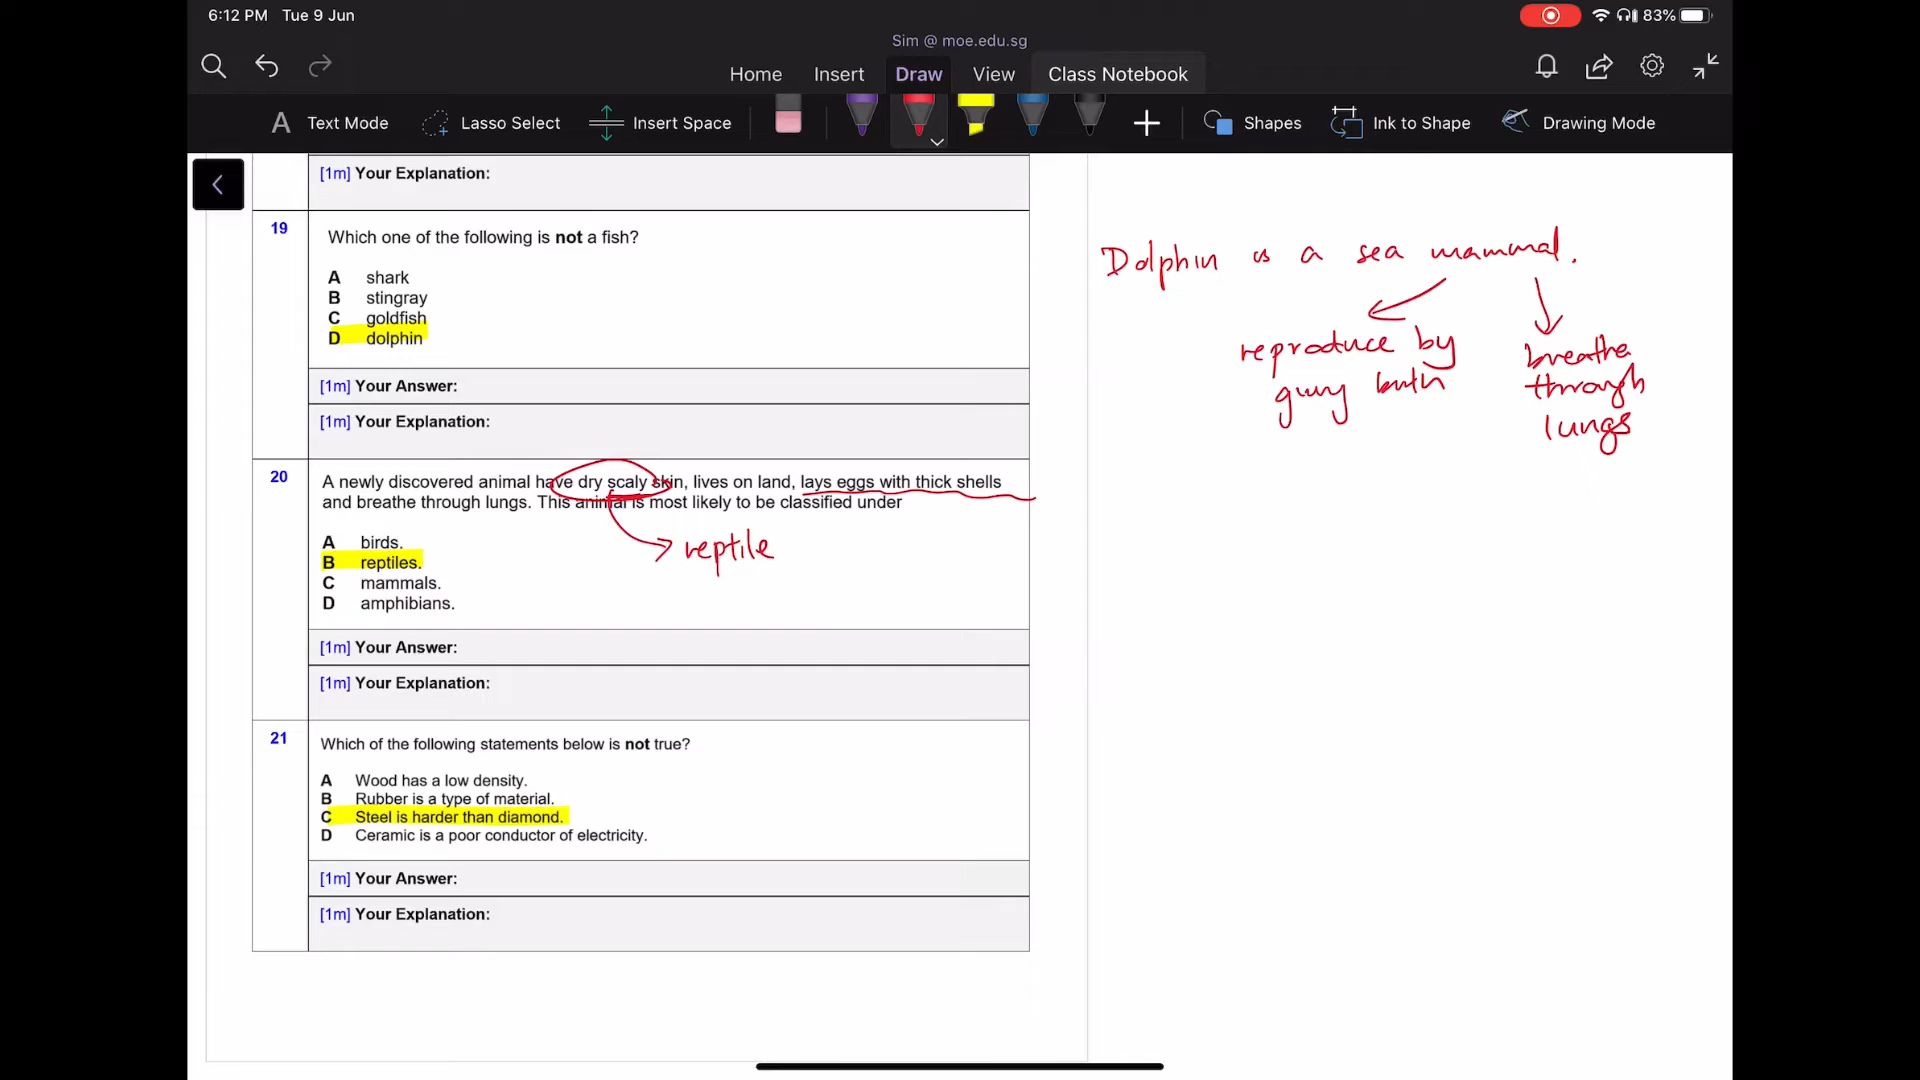 6:12 PM Tue 9 Jun
83%
Sim @ moe.edu.sg
Home Insert Draw View Class Notebook
A Text Mode Lasso Select Insert Space Shapes Ink to Shape Drawing Mode
[1m] Your Explanation:
19
Which one of the following is not a fish?
A shark
B stingray
C goldfish
D dolphin
[1m] Your Answer:
[1m] Your Explanation:
Dolphin is a sea mammal.
reproduce by
giving birth
breathe
through
lungs
20
A newly discovered animal have dry scaly skin, lives on land, lays eggs with thick shells
and breathe through lungs. This animal is most likely to be classified under
A birds.
B reptiles.
C mammals.
D amphibians.
reptile
[1m] Your Answer:
[1m] Your Explanation:
21
Which of the following statements below is not true?
A Wood has a low density.
B Rubber is a type of material.
C Steel is harder than diamond.
D Ceramic is a poor conductor of electricity.
[1m] Your Answer:
[1m] Your Explanation: